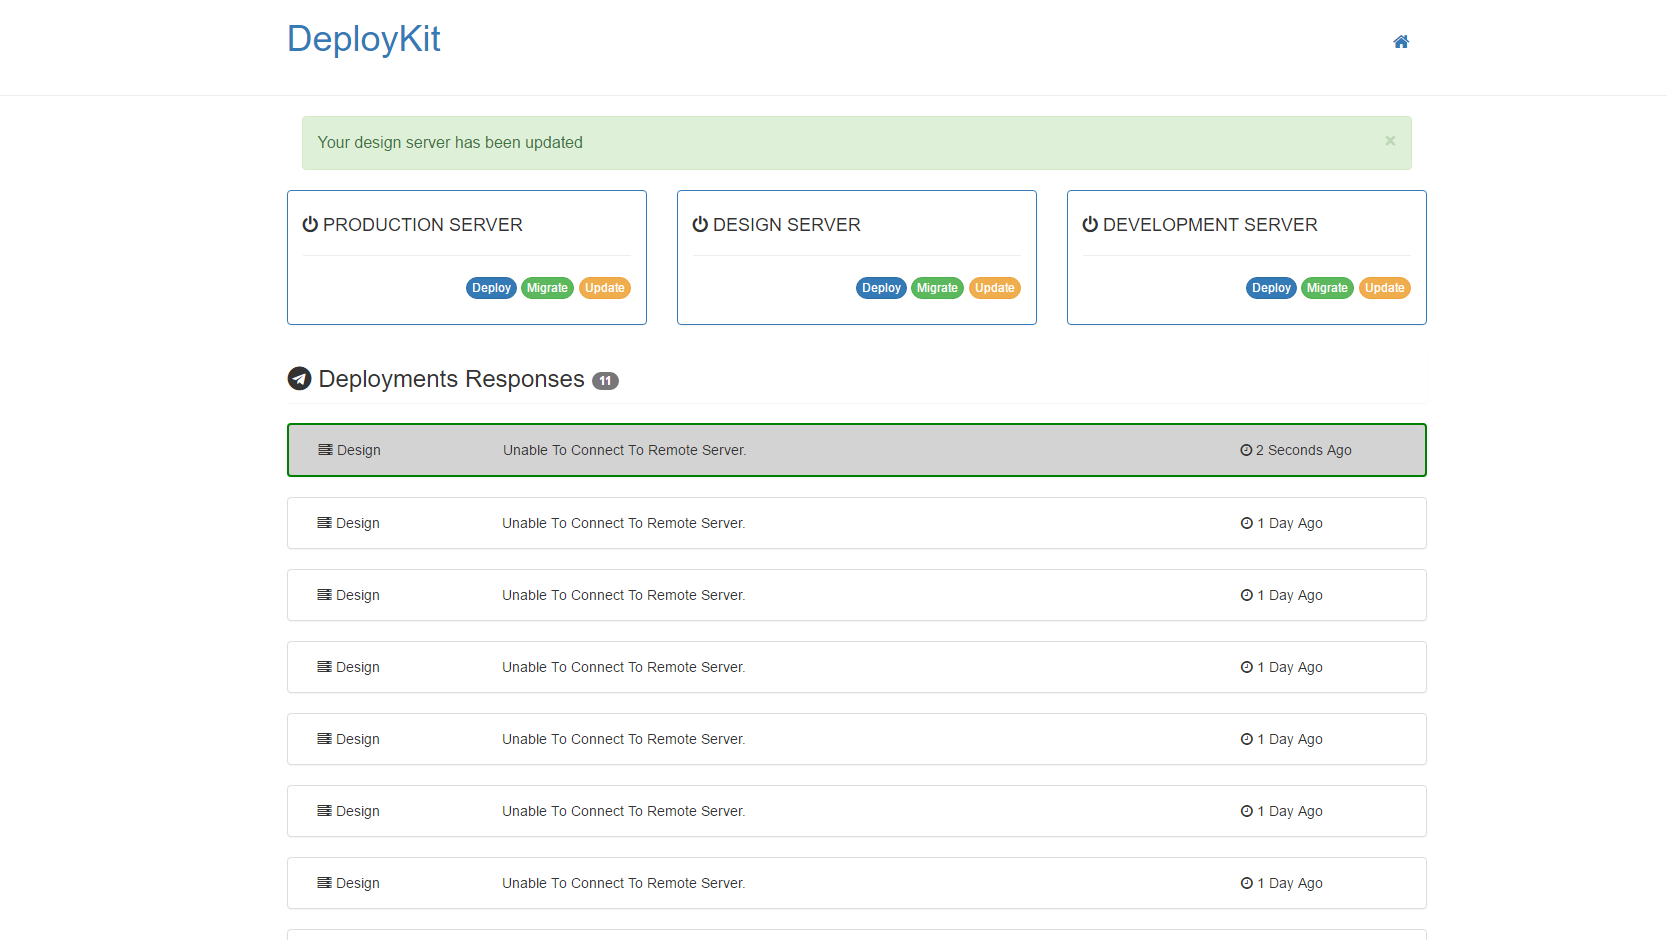 DeployKit
Your design server has been updated ×
PRODUCTION SERVER
Deploy Migrate Update
DESIGN SERVER
Deploy Migrate Update
DEVELOPMENT SERVER
Deploy Migrate Update
Deployments Responses 11
Design Unable To Connect To Remote Server. 2 Seconds Ago
Design Unable To Connect To Remote Server. 1 Day Ago
Design Unable To Connect To Remote Server. 1 Day Ago
Design Unable To Connect To Remote Server. 1 Day Ago
Design Unable To Connect To Remote Server. 1 Day Ago
Design Unable To Connect To Remote Server. 1 Day Ago
Design Unable To Connect To Remote Server. 1 Day Ago